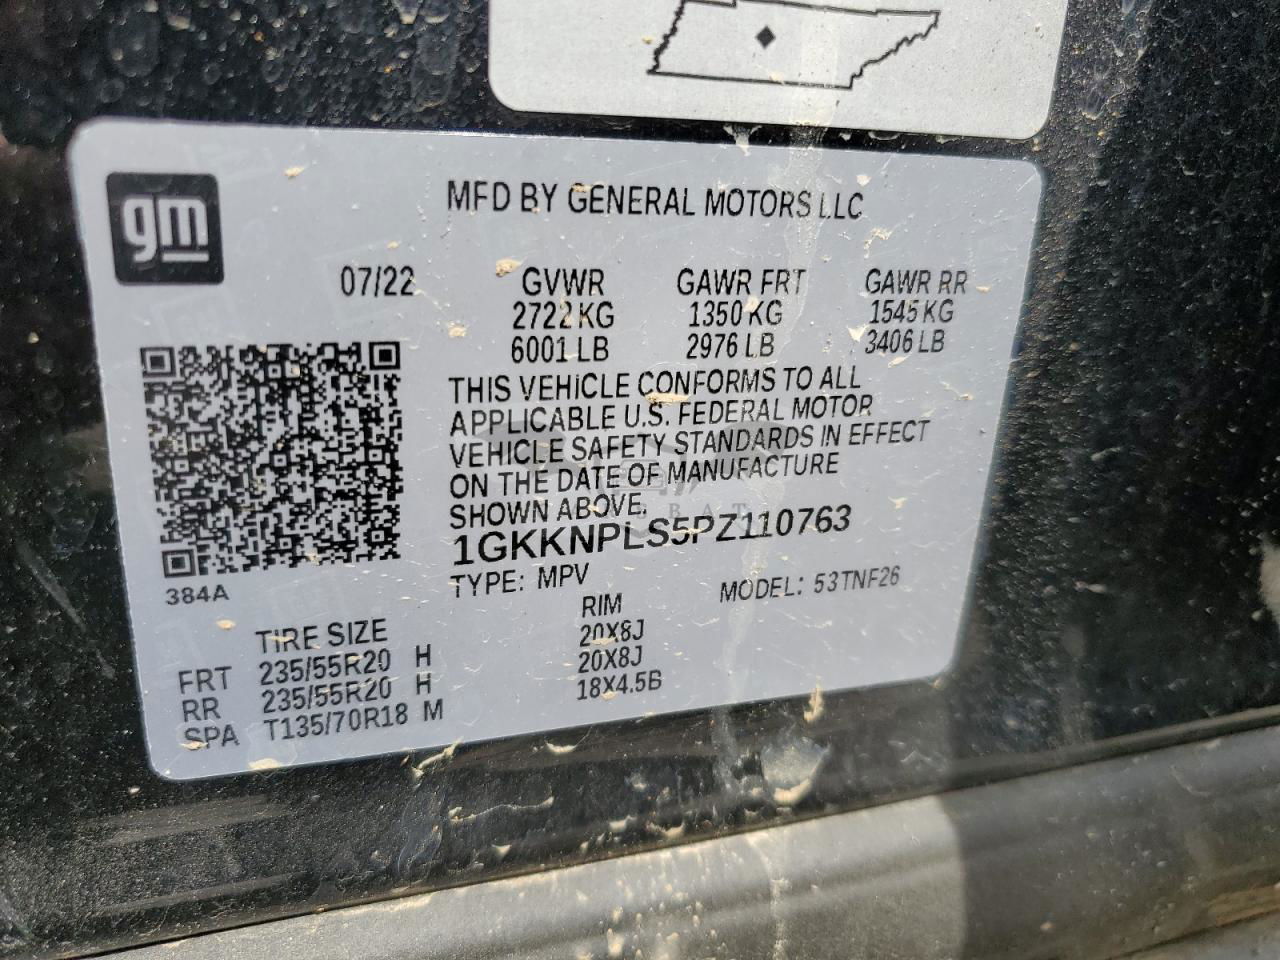 gm
MFD BY GENERAL MOTORS LLC
07/22 GVWR GAWR FRT GAWR RR
2722 KG 1350 KG 1545 KG
6001 LB 2976 LB 3406 LB
THIS VEHICLE CONFORMS TO ALL
APPLICABLE U.S. FEDERAL MOTOR
VEHICLE SAFETY STANDARDS IN EFFECT
ON THE DATE OF MANUFACTURE
SHOWN ABOVE.
1GKKNPLS5PZ110763
384A TYPE: MPV MODEL: 53TNF26
TIRE SIZE RIM
FRT 235/55R20 H 20X8J
RR 235/55R20 H 20X8J
SPA T135/70R18 M 18X4.5B